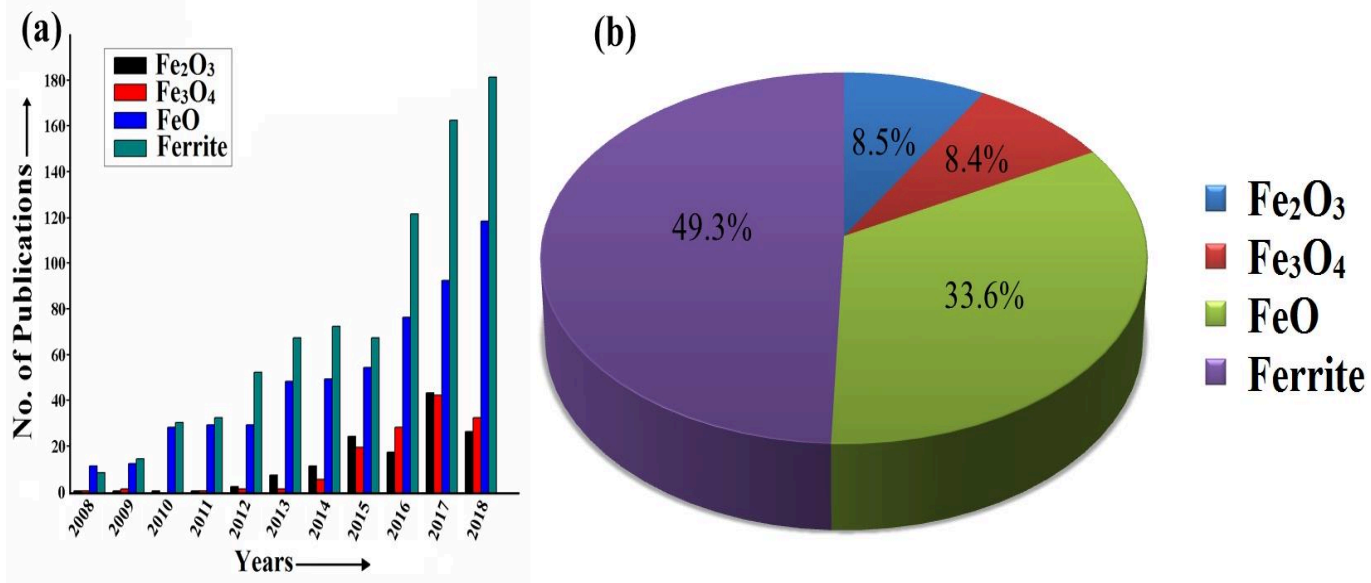 (a)
Fe₂O₃
Fe₃O₄
FeO
Ferrite
No. of Publications
180
160
140
120
100
80
60
40
20
0
2008 2009 2010 2011 2012 2013 2014 2015 2016 2017 2018
Years
(b)
8.5%
8.4%
49.3%
33.6%
Fe₂O₃
Fe₃O₄
FeO
Ferrite